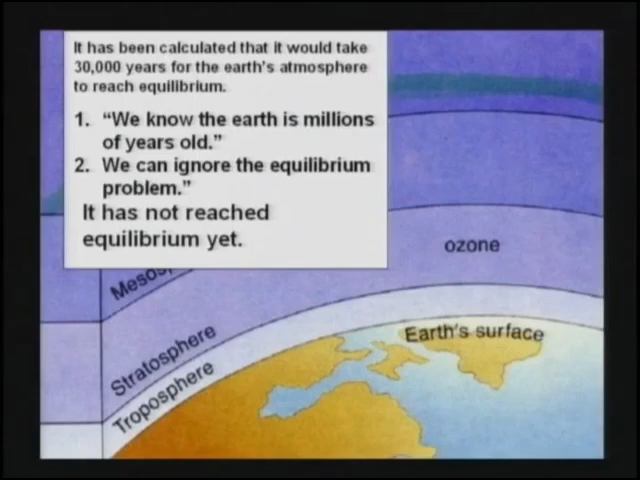 It has been calculated that it would take
30,000 years for the earth's atmosphere
to reach equilibrium.
1. “We know the earth is millions
of years old.”
2. We can ignore the equilibrium
problem.”
It has not reached
equilibrium yet.
ozone
Earth's surface
Stratosphere
Troposphere